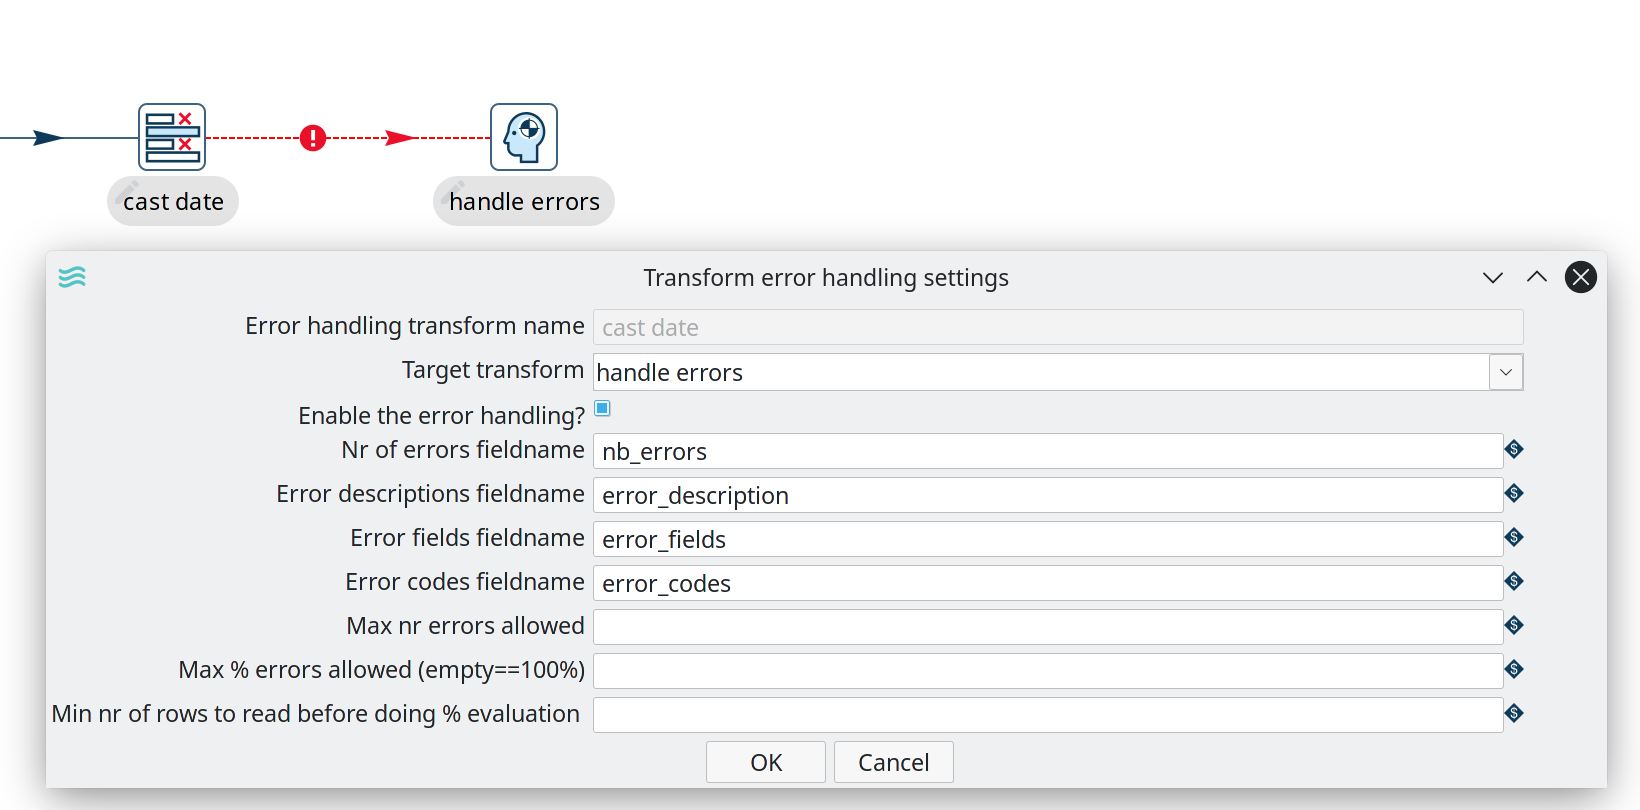 cast date
handle errors
Transform error handling settings
Error handling transform name cast date
Target transform handle errors
Enable the error handling?
Nr of errors fieldname nb_errors
Error descriptions fieldname error_description
Error fields fieldname error_fields
Error codes fieldname error_codes
Max nr errors allowed
Max % errors allowed (empty==100%)
Min nr of rows to read before doing % evaluation
OK Cancel